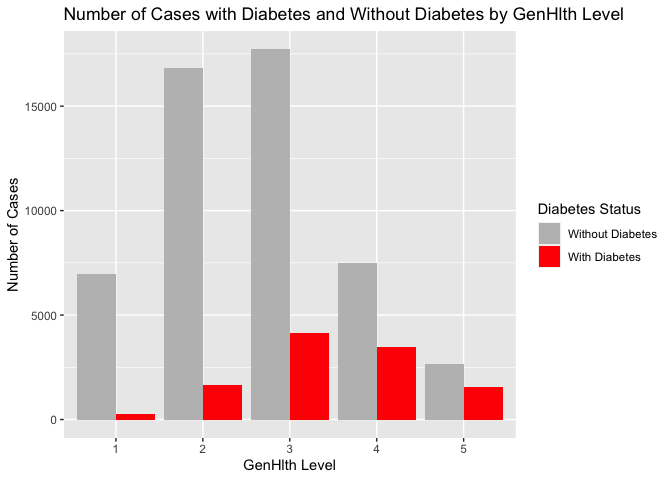 Number of Cases with Diabetes and Without Diabetes by GenHlth Level
Number of Cases
15000
10000
5000
0
1 2 3 4 5
GenHlth Level
Diabetes Status
Without Diabetes
With Diabetes